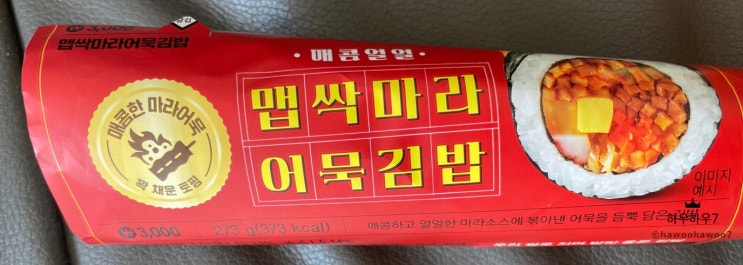 ₩3,000
맵싹마라어묵김밥
·매콤얼얼·
맵싹마라
어묵김밥
매콤한 마라어묵
꽉 채운 토핑
이미지
예시
₩3,000
273 g(373 kcal)
매콤하고 얼얼한 마라소스에 볶아낸 어묵을 듬뿍 담은 김밥
하우하우7
©hawoohawoo7